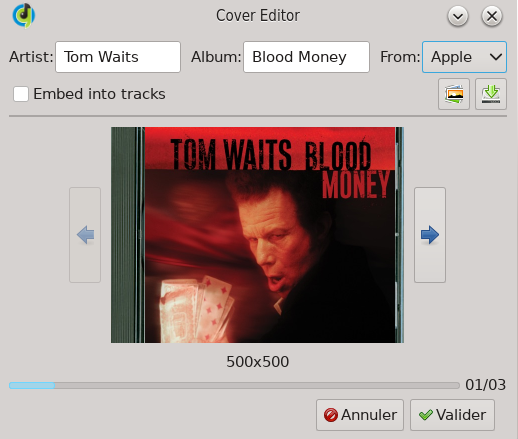 Cover Editor
Artist: Tom Waits Album: Blood Money From: Apple
Embed into tracks
TOM WAITS BLOOD
MONEY
500x500
01/03
Annuler Valider